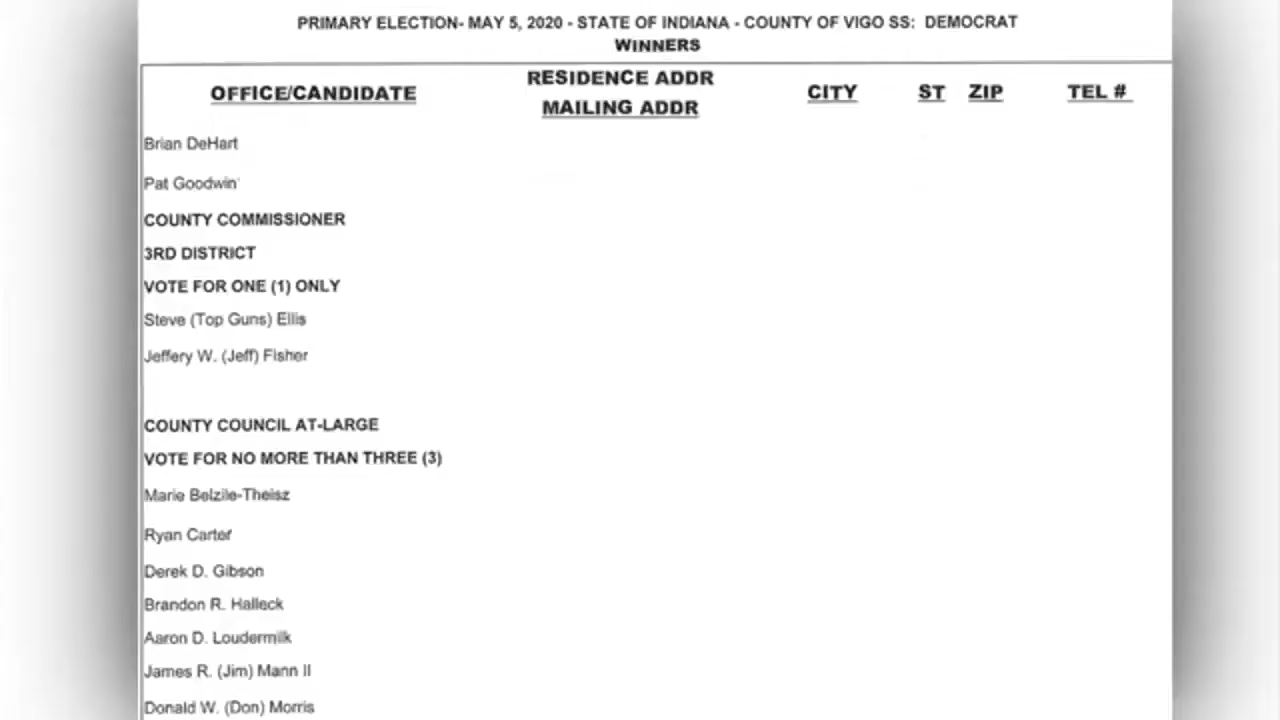 PRIMARY ELECTION- MAY 5, 2020 - STATE OF INDIANA - COUNTY OF VIGO SS: DEMOCRAT
WINNERS
OFFICE/CANDIDATE RESIDENCE ADDR MAILING ADDR CITY ST ZIP TEL #
Brian DeHart
Pat Goodwin
COUNTY COMMISSIONER
3RD DISTRICT
VOTE FOR ONE (1) ONLY
Steve (Top Guns) Ellis
Jeffery W. (Jeff) Fisher
COUNTY COUNCIL AT-LARGE
VOTE FOR NO MORE THAN THREE (3)
Marie Belzile-Theisz
Ryan Carter
Derek D. Gibson
Brandon R. Halleck
Aaron D. Loudermilk
James R. (Jim) Mann II
Donald W. (Don) Morris